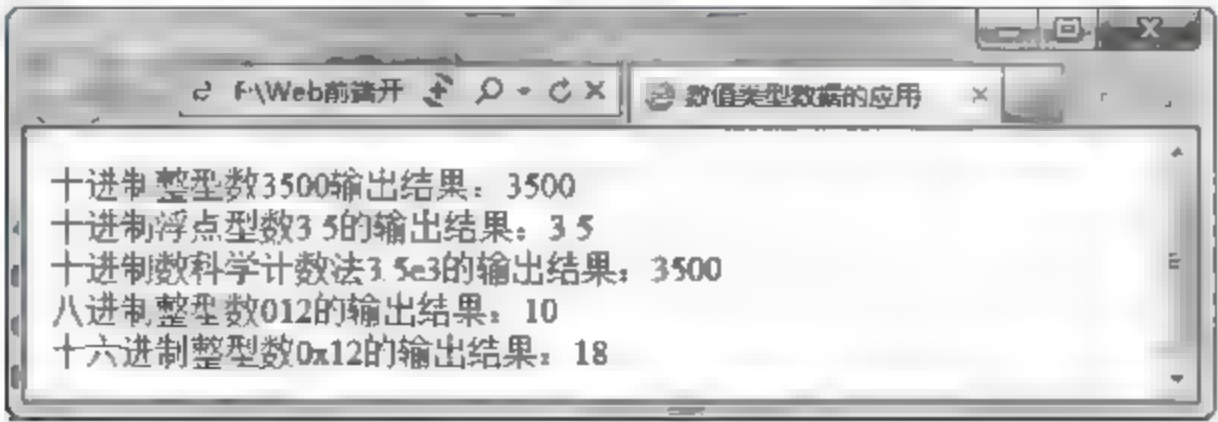 F:\Web前端开
数值类型数据的应用
十进制整型数3500输出结果：3500
十进制浮点型数3.5的输出结果：3.5
十进制数科学计数法3.5e3的输出结果：3500
八进制整型数012的输出结果：10
十六进制整型数0x12的输出结果：18